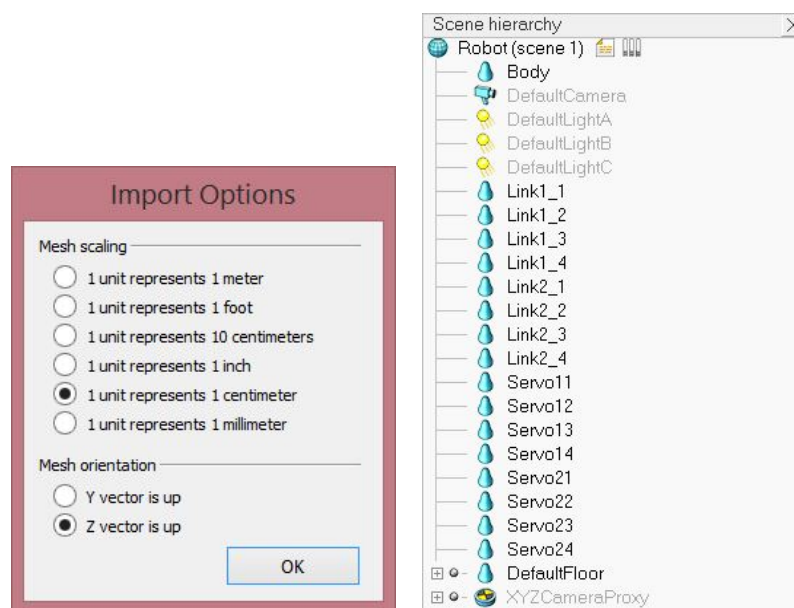 Import Options
Mesh scaling
1 unit represents 1 meter
1 unit represents 1 foot
1 unit represents 10 centimeters
1 unit represents 1 inch
1 unit represents 1 centimeter
1 unit represents 1 millimeter
Mesh orientation
Y vector is up
Z vector is up
OK
Scene hierarchy
Robot (scene 1)
Body
DefaultCamera
DefaultLightA
DefaultLightB
DefaultLightC
Link1_1
Link1_2
Link1_3
Link1_4
Link2_1
Link2_2
Link2_3
Link2_4
Servo11
Servo12
Servo13
Servo14
Servo21
Servo22
Servo23
Servo24
DefaultFloor
XYZCameraProxy